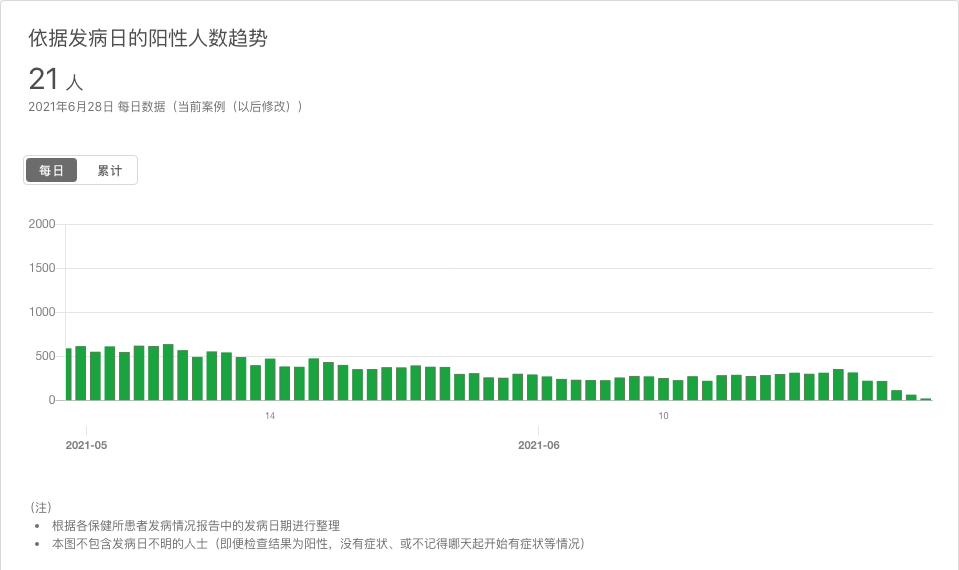 依据发病日的阳性人数趋势
21 人
2021年6月28日 每日数据（当前案例（以后修改））
每日 累计
2000
1500
1000
500
0
14 10
2021-05 2021-06
（注）
• 根据各保健所患者发病情况报告中的发病日期进行整理
• 本图不包含发病日不明的人士（即便检查结果为阳性，没有症状、或不记得哪天起开始有症状等情况）